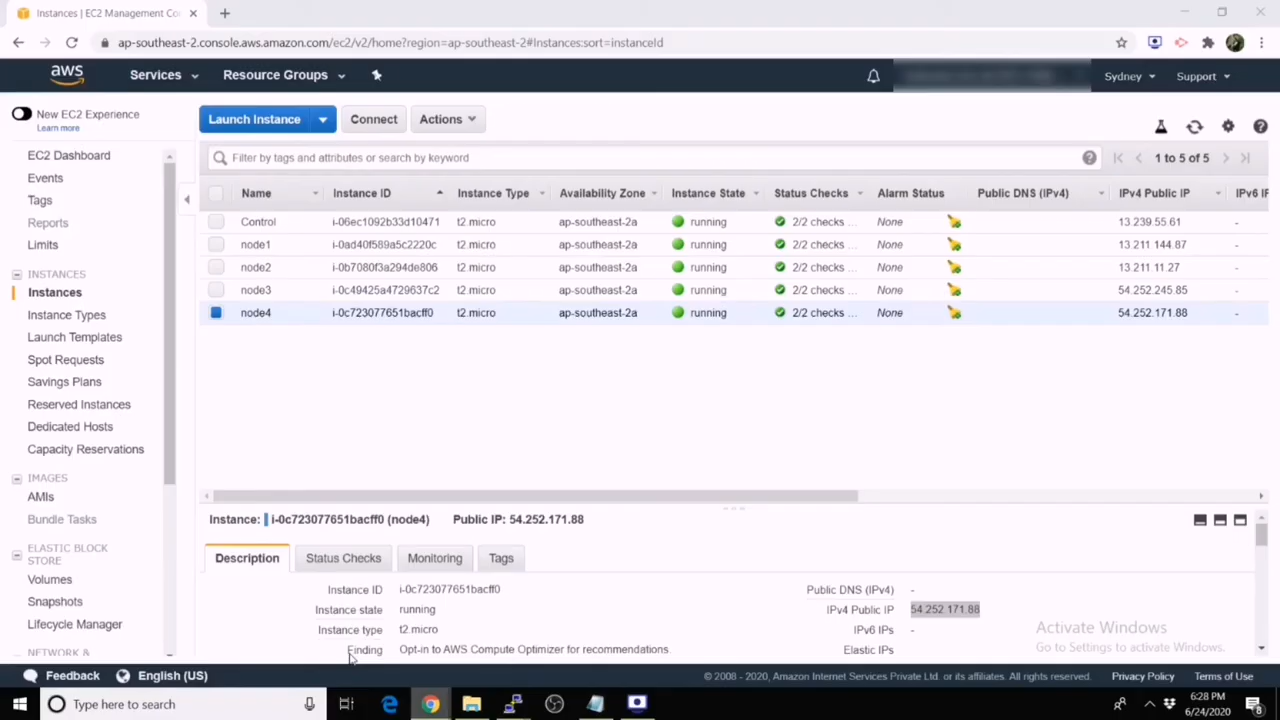 Instances | EC2 Management Co
ap-southeast-2.console.aws.amazon.com/ec2/v2/home?region=ap-southeast-2#Instances:sort=instanceId
aws Services Resource Groups Sydney Support
New EC2 Experience
Learn more
EC2 Dashboard
Events
Tags
Reports
Limits
INSTANCES
Instances
Instance Types
Launch Templates
Spot Requests
Savings Plans
Reserved Instances
Dedicated Hosts
Capacity Reservations
IMAGES
AMIs
Bundle Tasks
ELASTIC BLOCK
STORE
Volumes
Snapshots
Lifecycle Manager
NETWORK &
Launch Instance Connect Actions
Filter by tags and attributes or search by keyword 1 to 5 of 5
Name Instance ID Instance Type Availability Zone Instance State Status Checks Alarm Status Public DNS (IPv4) IPv4 Public IP IPv6 IF
Control i-06ec1092b33d10471 t2.micro ap-southeast-2a running 2/2 checks ... None 13.239.55.61 -
node1 i-0ad40f589a5c2220c t2.micro ap-southeast-2a running 2/2 checks ... None 13.211.144.87 -
node2 i-0b7080f3a294de806 t2.micro ap-southeast-2a running 2/2 checks ... None 13.211.11.27 -
node3 i-0c49425a4729637c2 t2.micro ap-southeast-2a running 2/2 checks ... None 54.252.245.85 -
node4 i-0c723077651bacff0 t2.micro ap-southeast-2a running 2/2 checks ... None 54.252.171.88 -
Instance: i-0c723077651bacff0 (node4) Public IP: 54.252.171.88
Description Status Checks Monitoring Tags
Instance ID i-0c723077651bacff0 Public DNS (IPv4) -
Instance state running IPv4 Public IP 54.252.171.88
Instance type t2.micro IPv6 IPs -
Finding Opt-in to AWS Compute Optimizer for recommendations. Elastic IPs
Activate Windows
Go to Settings to activate Windows.
Feedback English (US) © 2008 - 2020, Amazon Internet Services Private Ltd. or its affiliates. All rights reserved. Privacy Policy Terms of Use
Type here to search 6:28 PM
6/24/2020
8